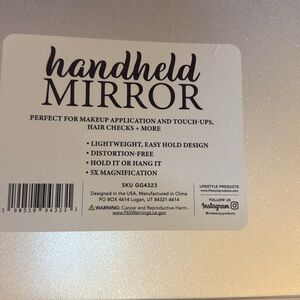 handheld
MIRROR
PERFECT FOR MAKEUP APPLICATION AND TOUCH-UPS,
HAIR CHECKS + MORE
• LIGHTWEIGHT, EASY HOLD DESIGN
• DISTORTION-FREE
• HOLD IT OR HANG IT
• 5X MAGNIFICATION
SKU GG4323
Designed in the USA, Manufactured in China
PO BOX 4614 Logan, UT 84321-4614
⚠WARNING: Cancer and Reproductive Harm -
www.P65Warnings.ca.gov
LIFESTYLE PRODUCTS
FOLLOW US
Instagram